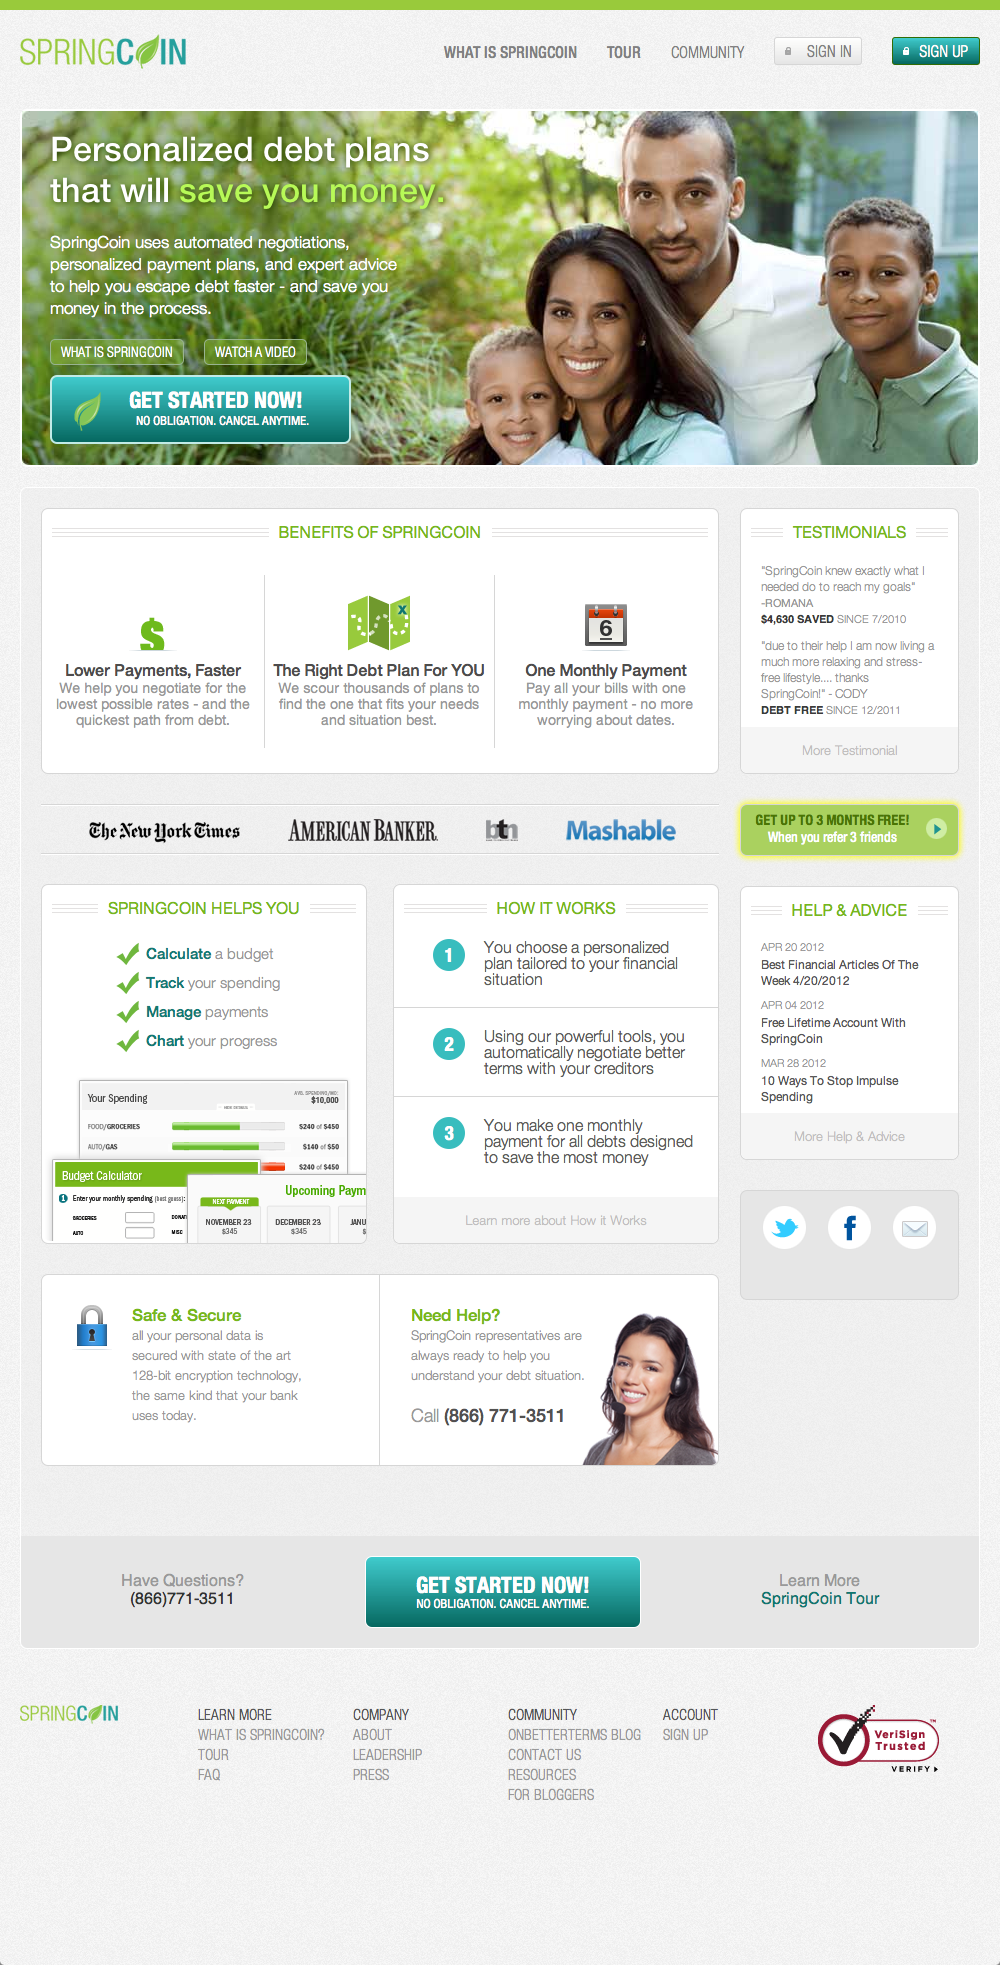 SPRINGCOIN
WHAT IS SPRINGCOIN
TOUR
COMMUNITY
SIGN IN
SIGN UP
Personalized debt plans
that will save you money.
SpringCoin uses automated negotiations,
personalized payment plans, and expert advice
to help you escape debt faster - and save you
money in the process.
WHAT IS SPRINGCOIN
WATCH A VIDEO
GET STARTED NOW!
NO OBLIGATION. CANCEL ANYTIME.
BENEFITS OF SPRINGCOIN
$
Lower Payments, Faster
We help you negotiate for the
lowest possible rates - and the
quickest path from debt.
X
The Right Debt Plan For YOU
We scour thousands of plans to
find the one that fits your needs
and situation best.
6
One Monthly Payment
Pay all your bills with one
monthly payment - no more
worrying about dates.
TESTIMONIALS
"SpringCoin knew exactly what I
needed do to reach my goals"
-ROMANA
$4,630 SAVED SINCE 7/2010
"due to their help I am now living a
much more relaxing and stress-
free lifestyle.... thanks
SpringCoin!" - CODY
DEBT FREE SINCE 12/2011
More Testimonial
The New York Times
AMERICAN BANKER.
btn
Mashable
GET UP TO 3 MONTHS FREE!
When you refer 3 friends
SPRINGCOIN HELPS YOU
Calculate a budget
Track your spending
Manage payments
Chart your progress
Your Spending
AVG. SPENDING/MO:
$10,000
FOOD/GROCERIES
$240 of $450
AUTO/GAS
$140 of $50
$240 of $450
Budget Calculator
1 Enter your monthly spending (best guess):
GROCERIES
DONAT
AUTO
MISC
Upcoming Paym
NEXT PAYMENT
NOVEMBER 23
$345
DECEMBER 23
$345
JANU
$
HOW IT WORKS
1
You choose a personalized
plan tailored to your financial
situation
2
Using our powerful tools, you
automatically negotiate better
terms with your creditors
3
You make one monthly
payment for all debts designed
to save the most money
Learn more about How it Works
HELP & ADVICE
APR 20 2012
Best Financial Articles Of The
Week 4/20/2012
APR 04 2012
Free Lifetime Account With
SpringCoin
MAR 28 2012
10 Ways To Stop Impulse
Spending
More Help & Advice
f
Safe & Secure
all your personal data is
secured with state of the art
128-bit encryption technology,
the same kind that your bank
uses today.
Need Help?
SpringCoin representatives are
always ready to help you
understand your debt situation.
Call (866) 771-3511
Have Questions?
(866)771-3511
GET STARTED NOW!
NO OBLIGATION. CANCEL ANYTIME.
Learn More
SpringCoin Tour
SPRINGCOIN
LEARN MORE
WHAT IS SPRINGCOIN?
TOUR
FAQ
COMPANY
ABOUT
LEADERSHIP
PRESS
COMMUNITY
ONBETTERTERMS BLOG
CONTACT US
RESOURCES
FOR BLOGGERS
ACCOUNT
SIGN UP
VeriSign™
Trusted
VERIFY